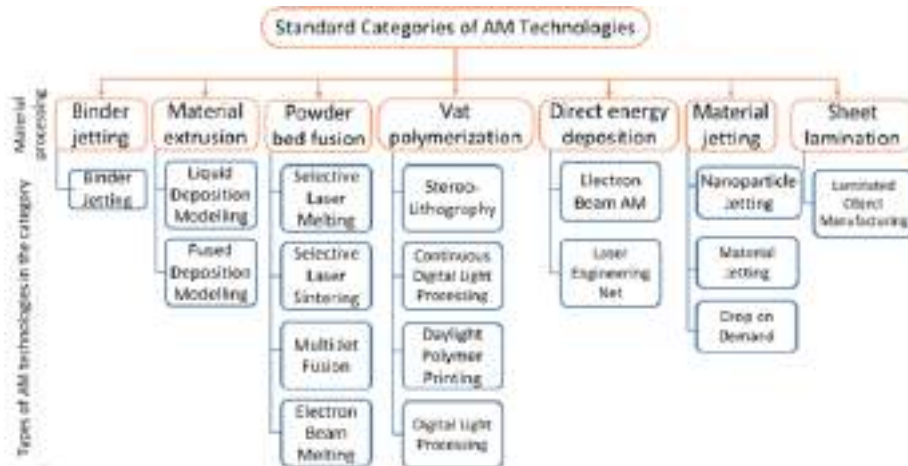 Standard Categories of AM Technologies
Material
processing
Binder
jetting
Material
extrusion
Powder
bed fusion
Vat
polymerization
Direct energy
deposition
Material
jetting
Sheet
lamination
Types of AM technologies in the category
Binder
Jetting
Liquid
Deposition
Modelling
Fused
Deposition
Modelling
Selective
Laser
Melting
Selective
Laser
Sintering
Multi Jet
Fusion
Electron
Beam
Melting
Stereo-
Lithography
Continuous
Digital Light
Processing
Daylight
Polymer
Printing
Digital Light
Processing
Electron
Beam AM
Laser
Engineering
Net
Nanoparticle
Jetting
Material
Jetting
Drop on
Demand
Laminated
Object
Manufacturing